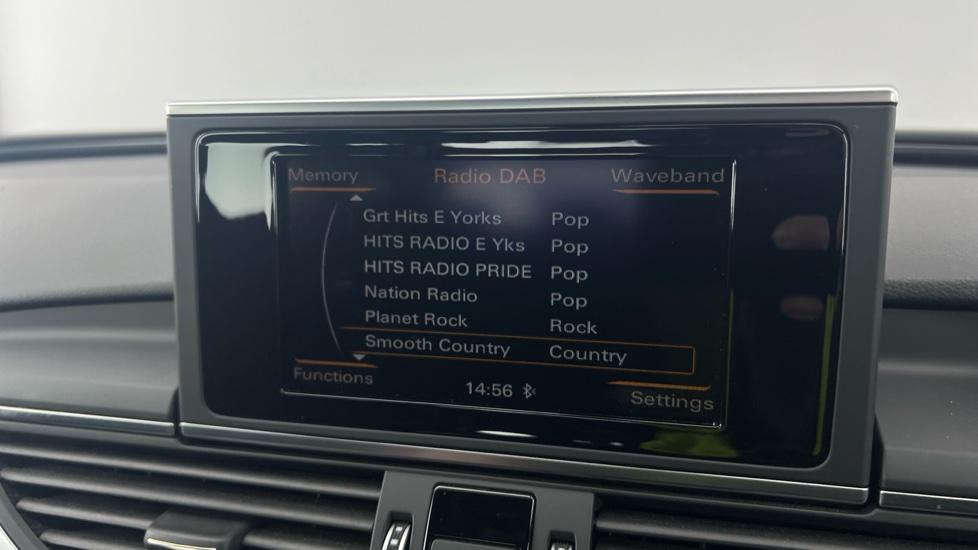 Memory Radio DAB Waveband
Grt Hits E Yorks Pop
HITS RADIO E Yks Pop
HITS RADIO PRIDE Pop
Nation Radio Pop
Planet Rock Rock
Smooth Country Country
Functions 14:56 Settings